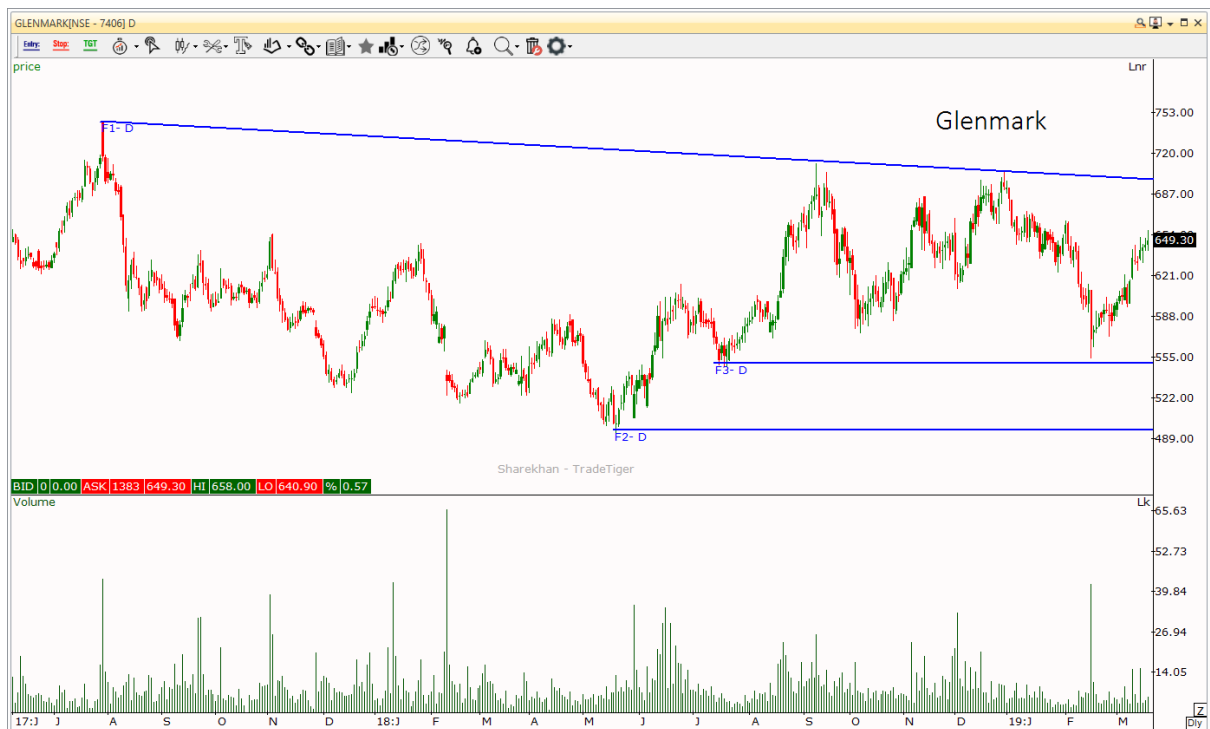 GLENMARK[NSE - 7406] D
Entry: Stop: TGT
price Lnr
Glenmark
753.00
720.00
687.00
649.30
621.00
588.00
555.00
522.00
489.00
F1- D
F3- D
F2- D
Sharekhan - TradeTiger
BID 0 0.00 ASK 1383 649.30 HI 658.00 LO 640.90 % 0.57
Volume Lk
65.63
52.73
39.84
26.94
14.05
17:J J A S O N D 18:J F M A M J J A S O N D 19:J F M
Z
Dly